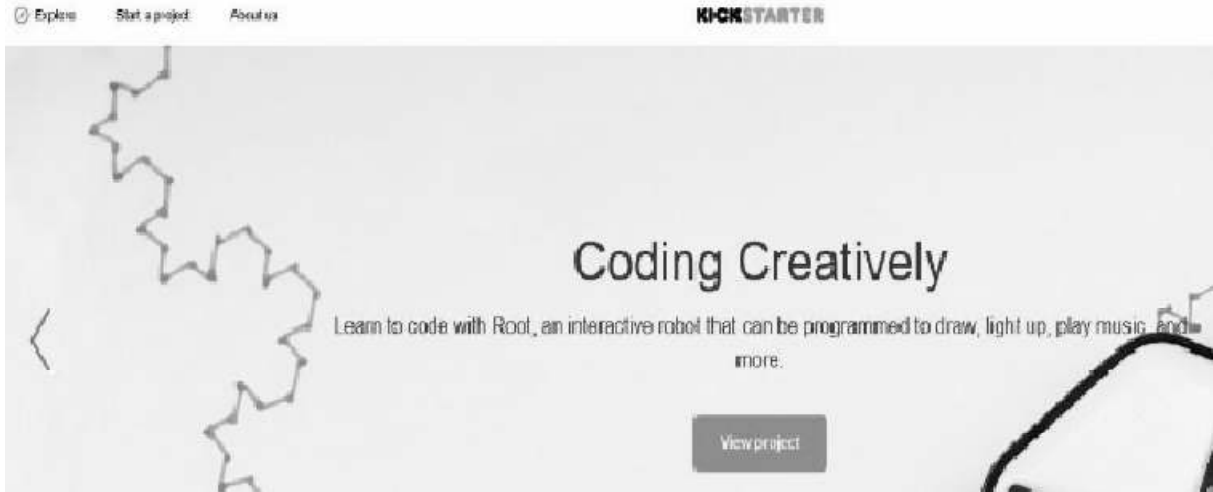 Explore Start a project About us KICKSTARTER
Coding Creatively
Learn to code with Root, an interactive robot that can be programmed to draw, light up, play music, and
more.
View project